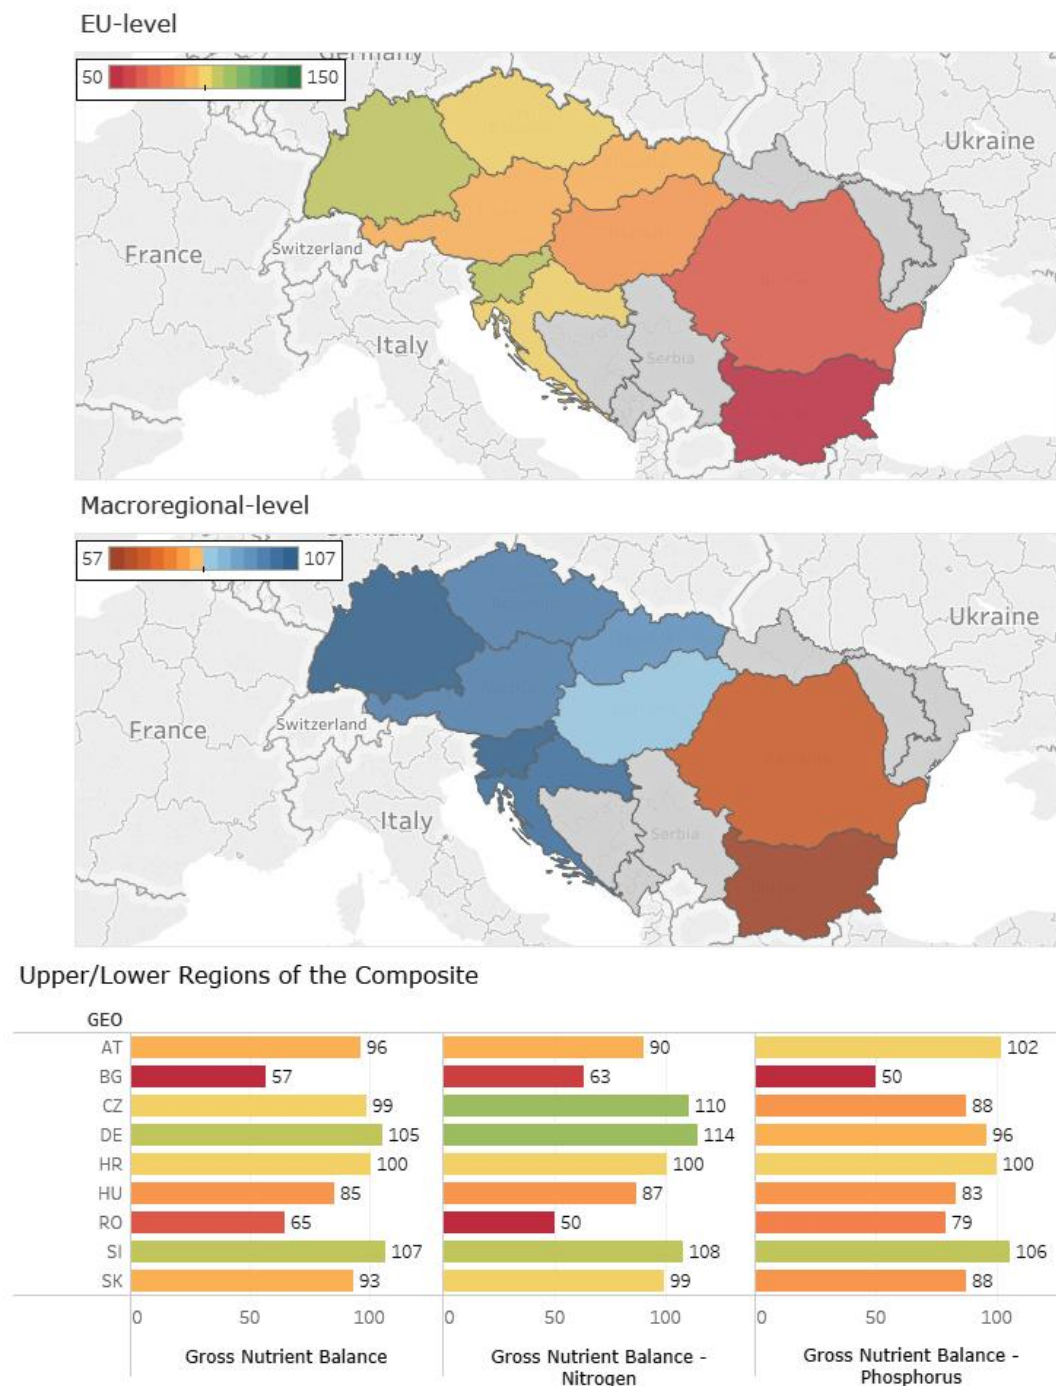 EU-level
Germany
50 150
Ukraine
France
Switzerland
Italy
Serbia
Macroregional-level
Germany
57 107
Ukraine
France
Switzerland
Italy
Serbia
Upper/Lower Regions of the Composite
GEO
AT 96 90 102
BG 57 63 50
CZ 99 110 88
DE 105 114 96
HR 100 100 100
HU 85 87 83
RO 65 50 79
SI 107 108 106
SK 93 99 88
0 50 100 0 50 100 0 50 100
Gross Nutrient Balance Gross Nutrient Balance - Gross Nutrient Balance -
Nitrogen Phosphorus